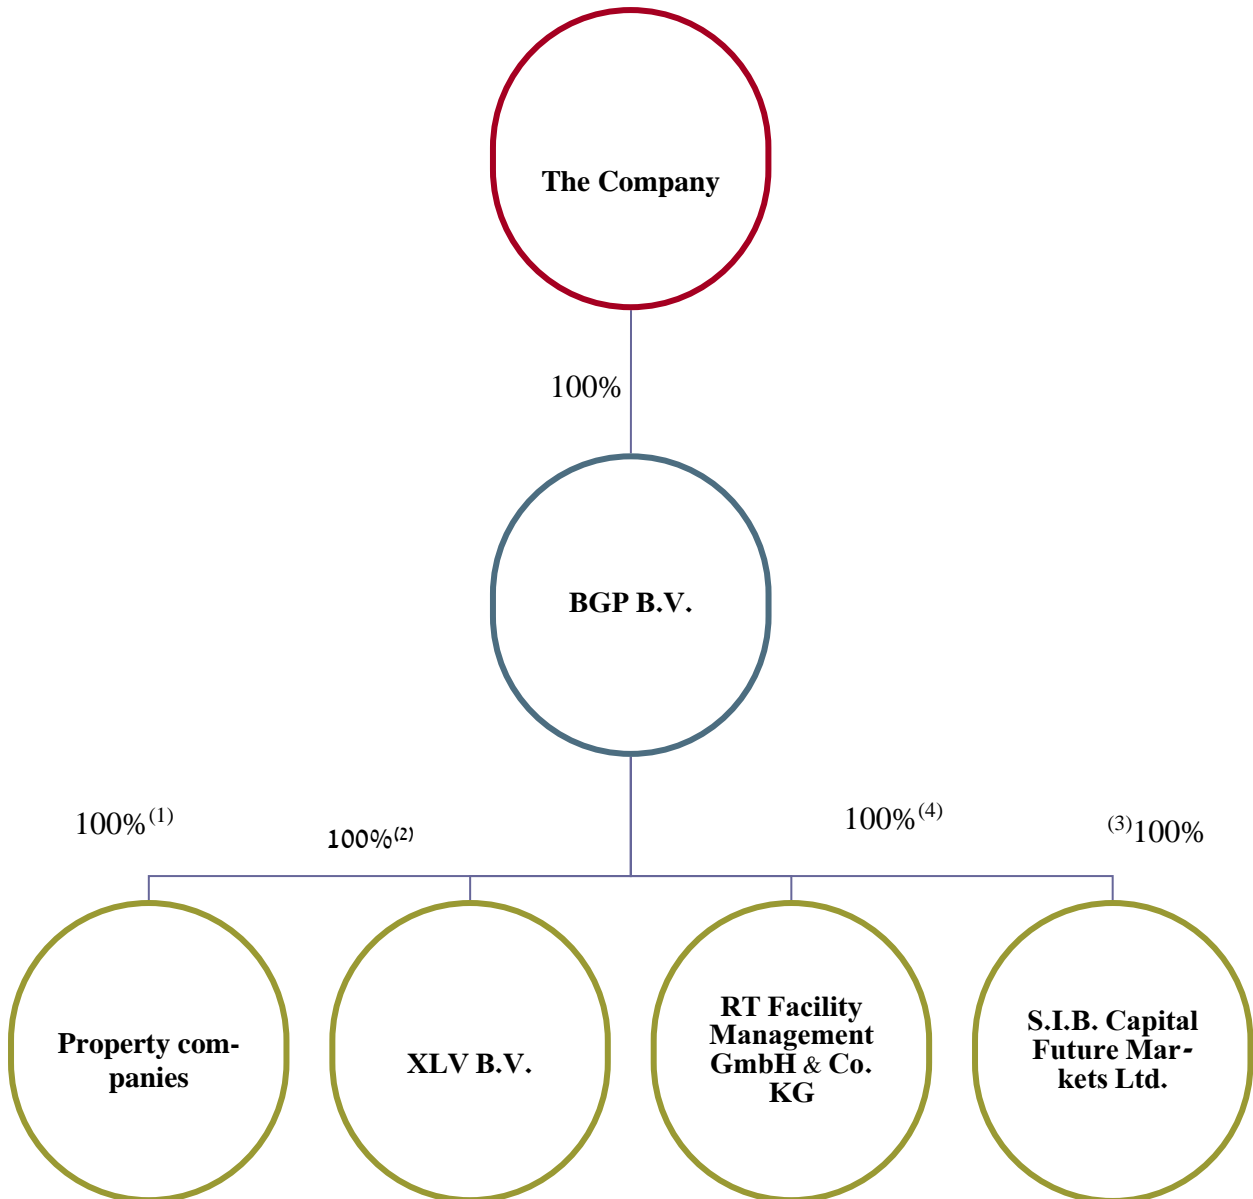 The Company
100%
BGP B.V.
100%(1)
100%(2)
100%(4)
(3)100%
Property com-
panies
XLV B.V.
RT Facility
Management
GmbH & Co.
KG
S.I.B. Capital
Future Mar-
kets Ltd.